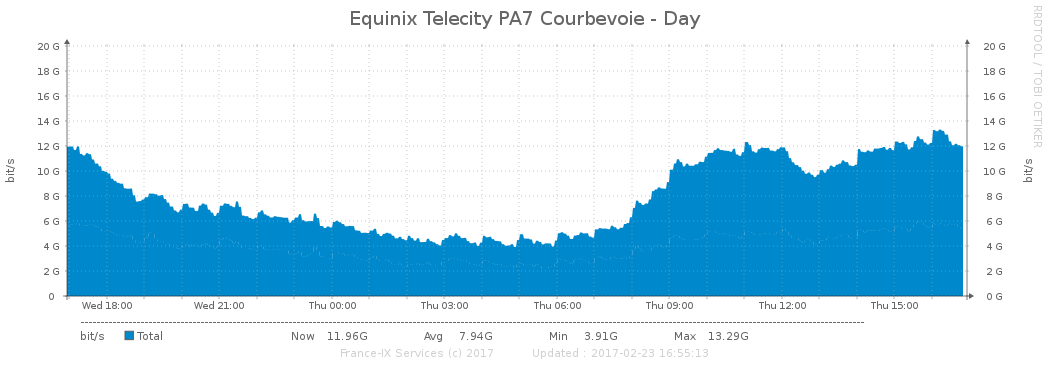 Equinix Telecity PA7 Courbevoie - Day
RRDTOOL / TOBI OETIKER
bit/s
20 G 20 G
18 G 18 G
16 G 16 G
14 G 14 G
12 G 12 G
10 G 10 G
8 G 8 G
6 G 6 G
4 G 4 G
2 G 2 G
0 0 G
bit/s
Wed 18:00 Wed 21:00 Thu 00:00 Thu 03:00 Thu 06:00 Thu 09:00 Thu 12:00 Thu 15:00
bit/s Total Now 11.96G Avg 7.94G Min 3.91G Max 13.29G
France-IX Services (c) 2017 Updated : 2017-02-23 16:55:13